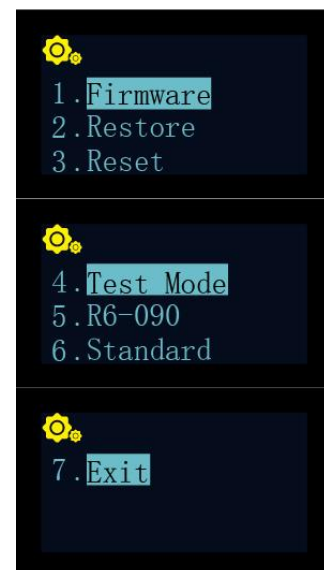 1.Firmware
2.Restore
3.Reset
4.Test Mode
5.R6-090
6.Standard
7.Exit